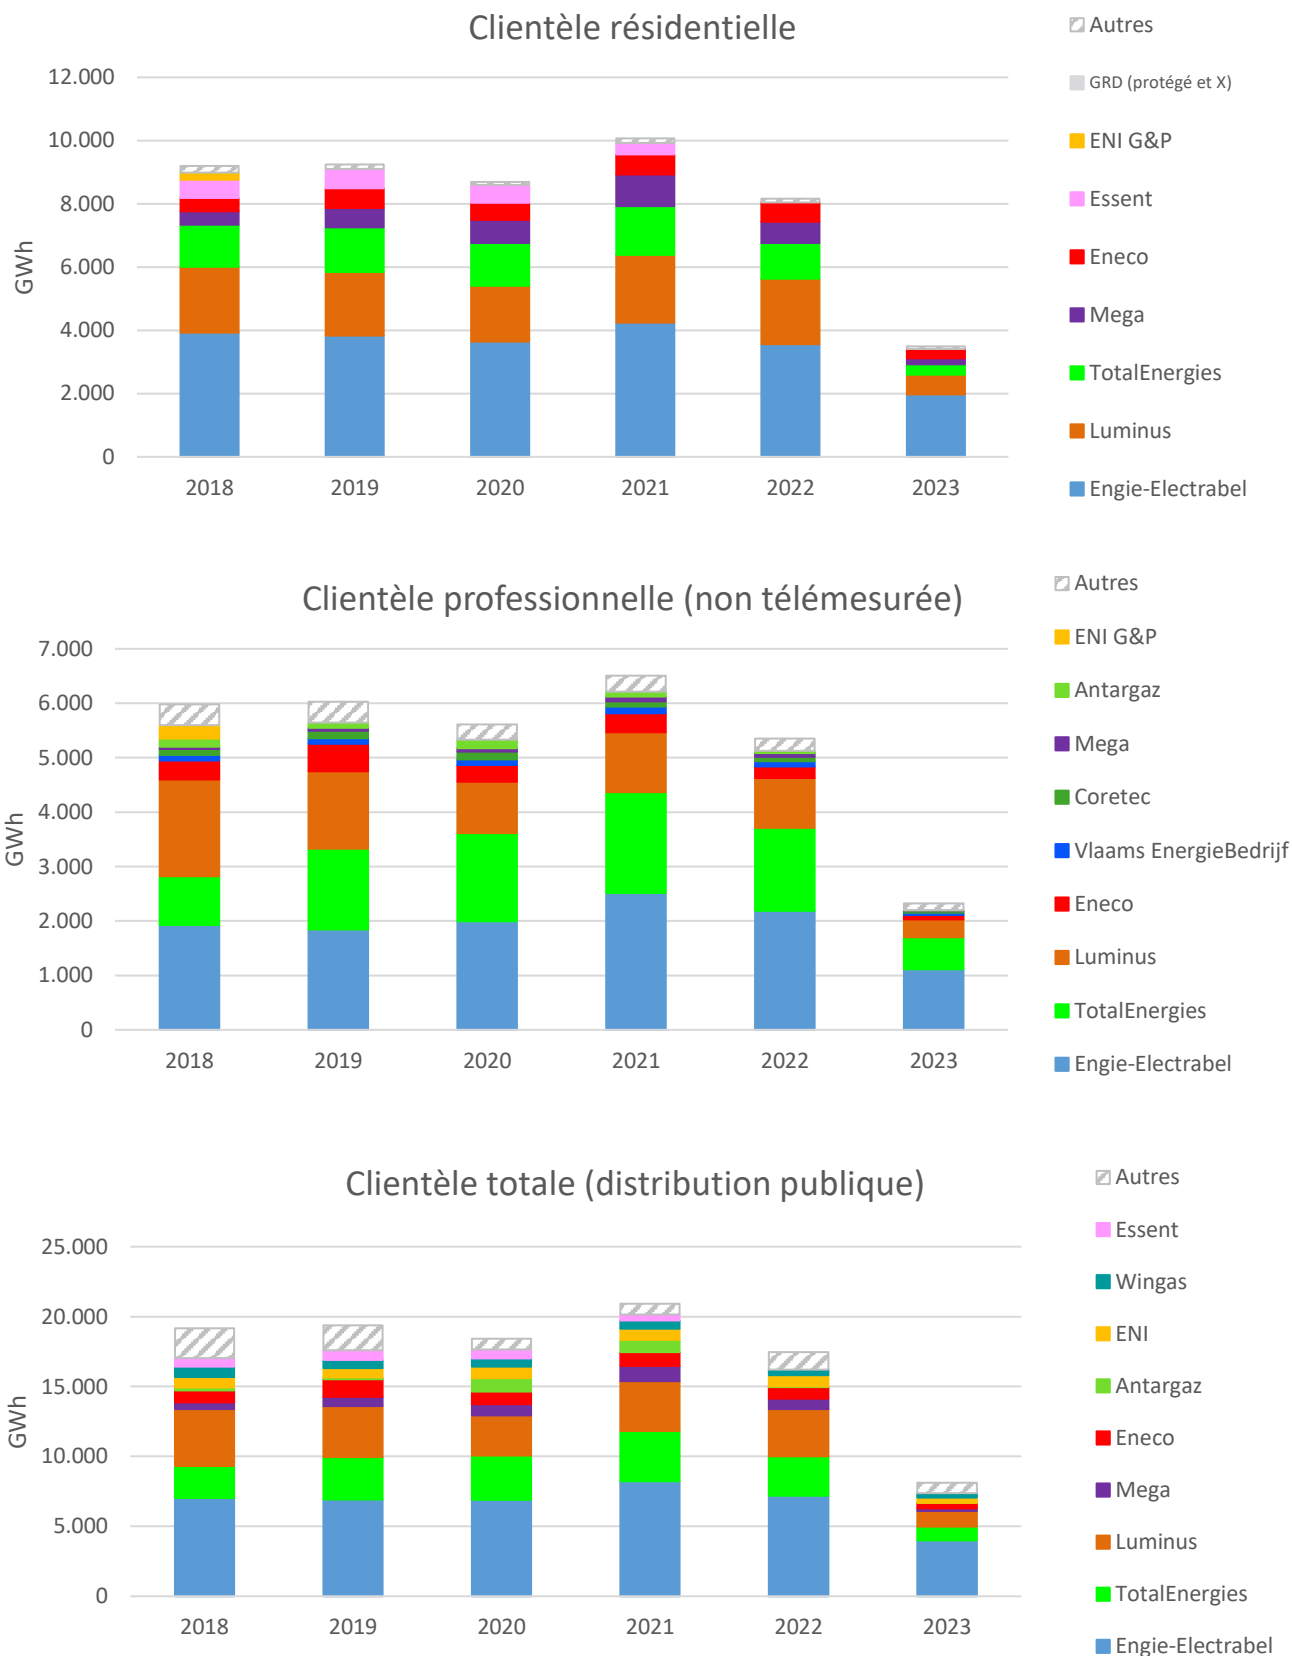 Clientèle résidentielle
12.000
10.000
8.000
6.000
4.000
2.000
0
GWh
2018 2019 2020 2021 2022 2023
Autres
GRD (protégé et X)
ENI G&P
Essent
Eneco
Mega
TotalEnergies
Luminus
Engie-Electrabel
Clientèle professionnelle (non télémesurée)
7.000
6.000
5.000
4.000
3.000
2.000
1.000
0
GWh
2018 2019 2020 2021 2022 2023
Autres
ENI G&P
Antargaz
Mega
Coretec
Vlaams EnergieBedrijf
Eneco
Luminus
TotalEnergies
Engie-Electrabel
Clientèle totale (distribution publique)
25.000
20.000
15.000
10.000
5.000
0
GWh
2018 2019 2020 2021 2022 2023
Autres
Essent
Wingas
ENI
Antargaz
Eneco
Mega
Luminus
TotalEnergies
Engie-Electrabel